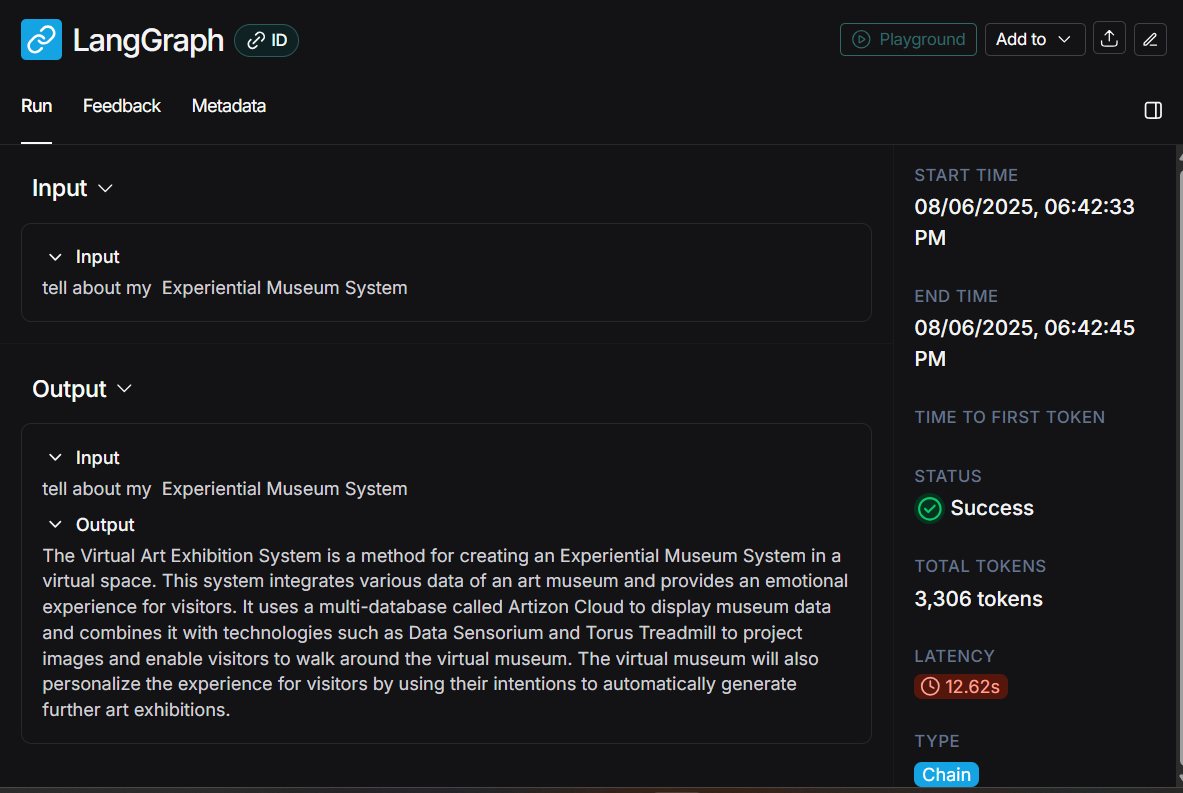 LangGraph
ID
Playground
Add to
Run
Feedback
Metadata
Input
Input
tell about my  Experiential Museum System
Output
Input
tell about my  Experiential Museum System
Output
The Virtual Art Exhibition System is a method for creating an Experiential Museum System in a
virtual space. This system integrates various data of an art museum and provides an emotional
experience for visitors. It uses a multi-database called Artizon Cloud to display museum data
and combines it with technologies such as Data Sensorium and Torus Treadmill to project
images and enable visitors to walk around the virtual museum. The virtual museum will also
personalize the experience for visitors by using their intentions to automatically generate
further art exhibitions.
START TIME
08/06/2025, 06:42:33
PM
END TIME
08/06/2025, 06:42:45
PM
TIME TO FIRST TOKEN
STATUS
Success
TOTAL TOKENS
3,306 tokens
LATENCY
12.62s
TYPE
Chain